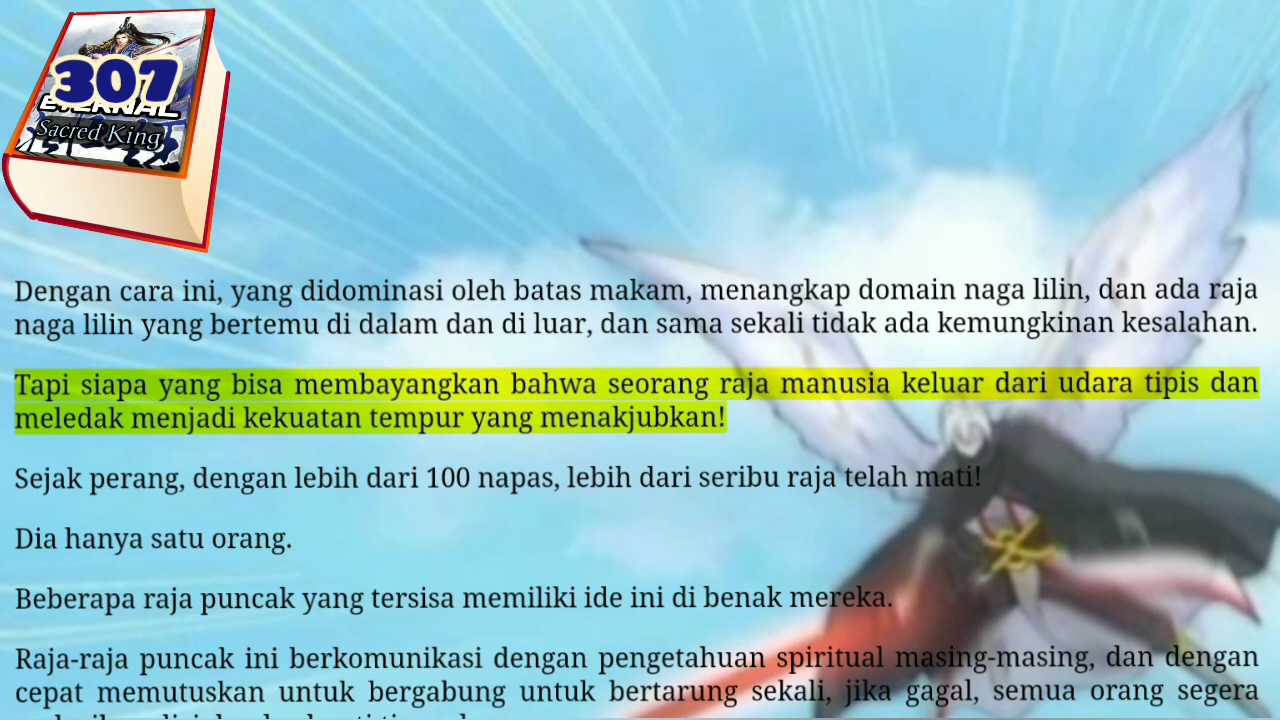 307
ETERNAL
Sacred King
Dengan cara ini, yang didominasi oleh batas makam, menangkap domain naga lilin, dan ada raja
naga lilin yang bertemu di dalam dan di luar, dan sama sekali tidak ada kemungkinan kesalahan.
Tapi siapa yang bisa membayangkan bahwa seorang raja manusia keluar dari udara tipis dan
meledak menjadi kekuatan tempur yang menakjubkan!
Sejak perang, dengan lebih dari 100 napas, lebih dari seribu raja telah mati!
Dia hanya satu orang.
Beberapa raja puncak yang tersisa memiliki ide ini di benak mereka.
Raja-raja puncak ini berkomunikasi dengan pengetahuan spiritual masing-masing, dan dengan
cepat memutuskan untuk bergabung untuk bertarung sekali, jika gagal, semua orang segera